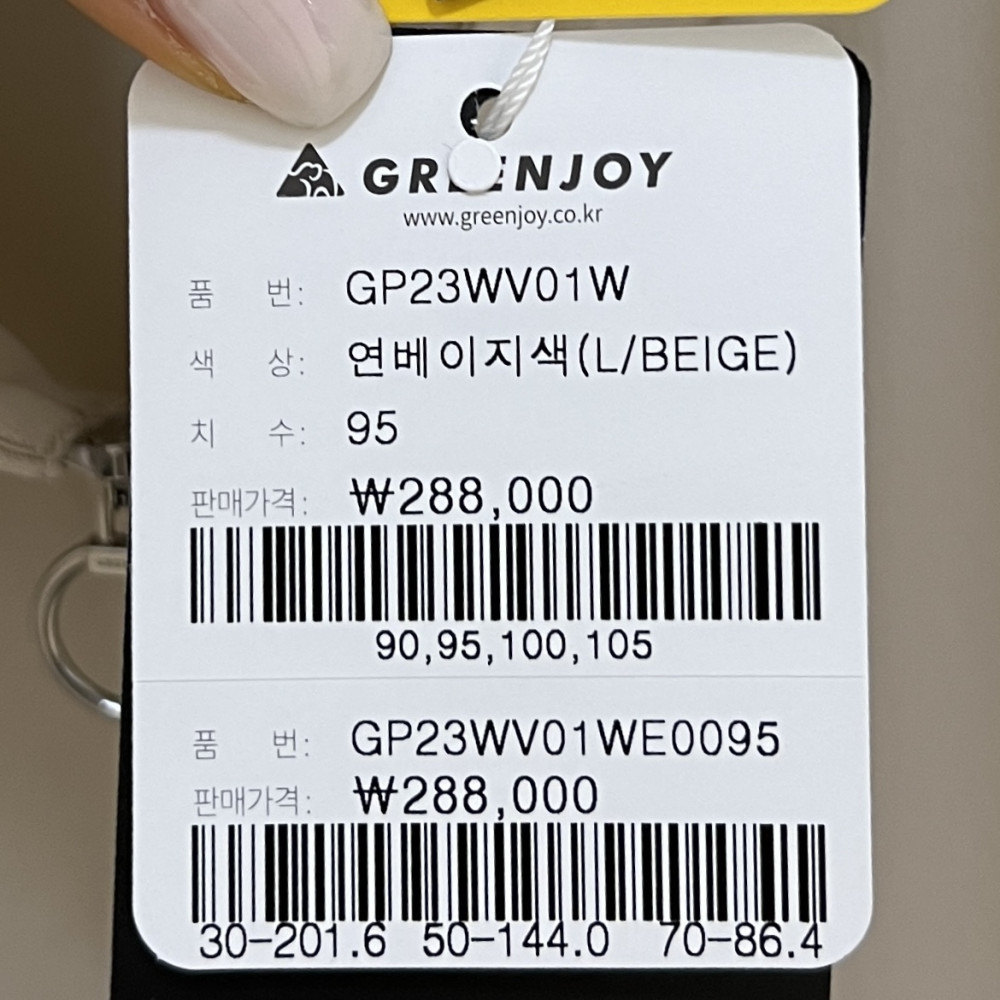 GREENJOY
www.greenjoy.co.kr
품 번: GP23WV01W
색 상: 연베이지색(L/BEIGE)
치 수: 95
판매가격: ₩288,000
90,95,100,105
품 번: GP23WV01WE0095
판매가격: ₩288,000
30-201.6 50-144.0 70-86.4